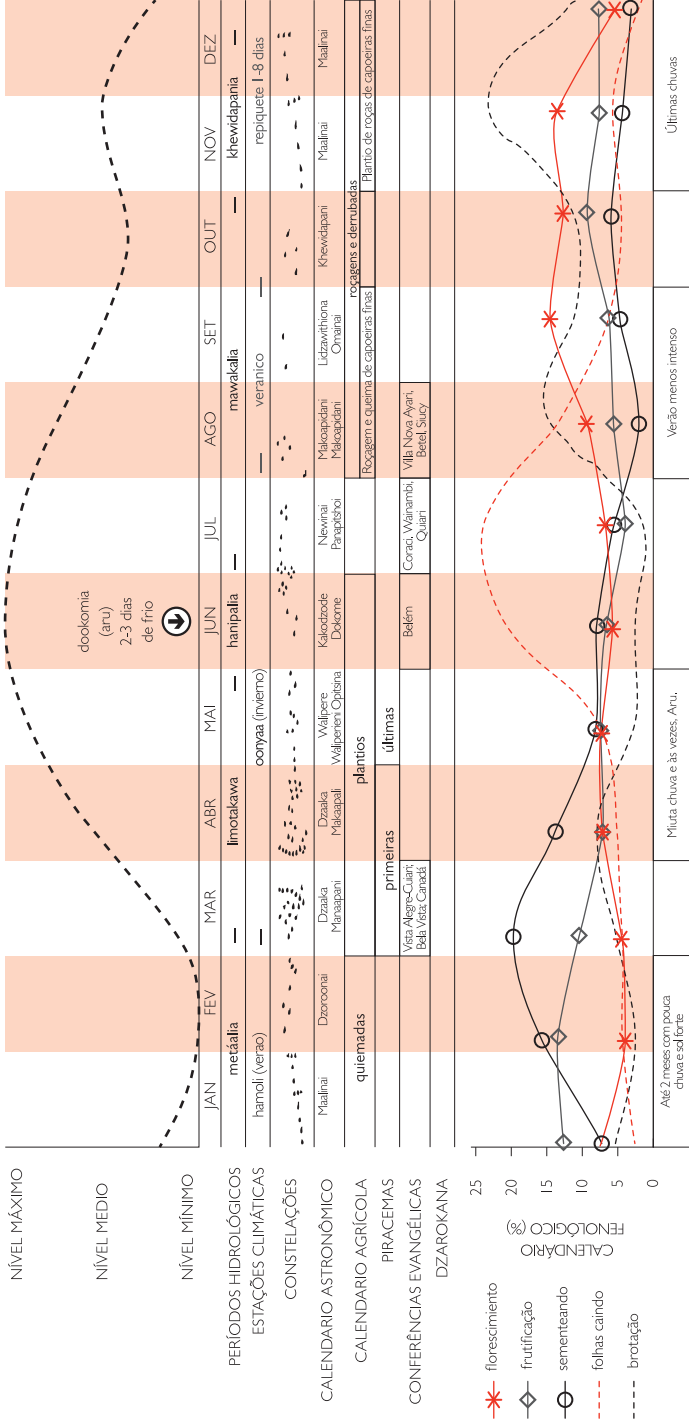 NÍVEL MÁXIMO
NÍVEL MEDIO
NÍVEL MÍNIMO
dookomia
(aru)
2-3 dias
de frio
JAN
FEV
MAR
ABR
MAI
JUN
JUL
AGO
SET
OUT
NOV
DEZ
PERÍODOS HIDROLÓGICOS
metáalia
limotakawa
hanipalia
mawakalia
khewidapania
ESTAÇÕES CLIMÁTICAS
hamoli (verao)
oonyaa (invierno)
veranico
repiquete 1-8 dias
CONSTELAÇÕES
CALENDARIO ASTRONÔMICO
Maalinai
Dzoroonai
Dzaaka
Manaapani
Dzaaka
Makaapali
Walipere
Waliperieni Opitsina
Kakodzode
Dokome
Newinai
Panapitshoi
Makoapidani
Makoapidani
Lidzawithiona
Omainai
Khewidapani
Maalinai
Maalinai
CALENDARIO AGRÍCOLA
quiemadas
plantios
Roçagem e queima de capoeiras finas
roçagens e derrubadas
Plantio de roças de capoeiras finas
PIRACEMAS
primeiras
últimas
CONFERÊNCIAS EVANGÉLICAS
Vista Alegre-Cuiari;
Bela Vista; Canadá
Belém
Coraci, Wainambi,
Quiari
Villa Nova Ayari,
Betel, Siucy
DZAROKANA
CALENDÁRIO
FENOLÓGICO (%)
25
20
15
10
5
0
florescimento
frutificação
sementeando
folhas caindo
brotação
Até 2 meses com pouca
chuva e sol forte
Miuta chuva e às vezes, Aru.
Verão menos intenso
Últimas chuvas